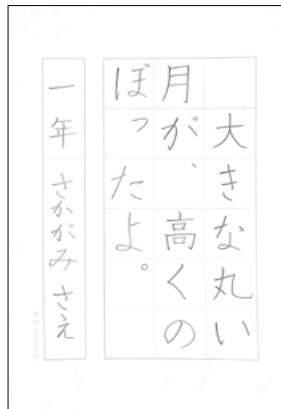 大きな丸い
月が、高くの
ぼったよ。
一年 さかがみさえ